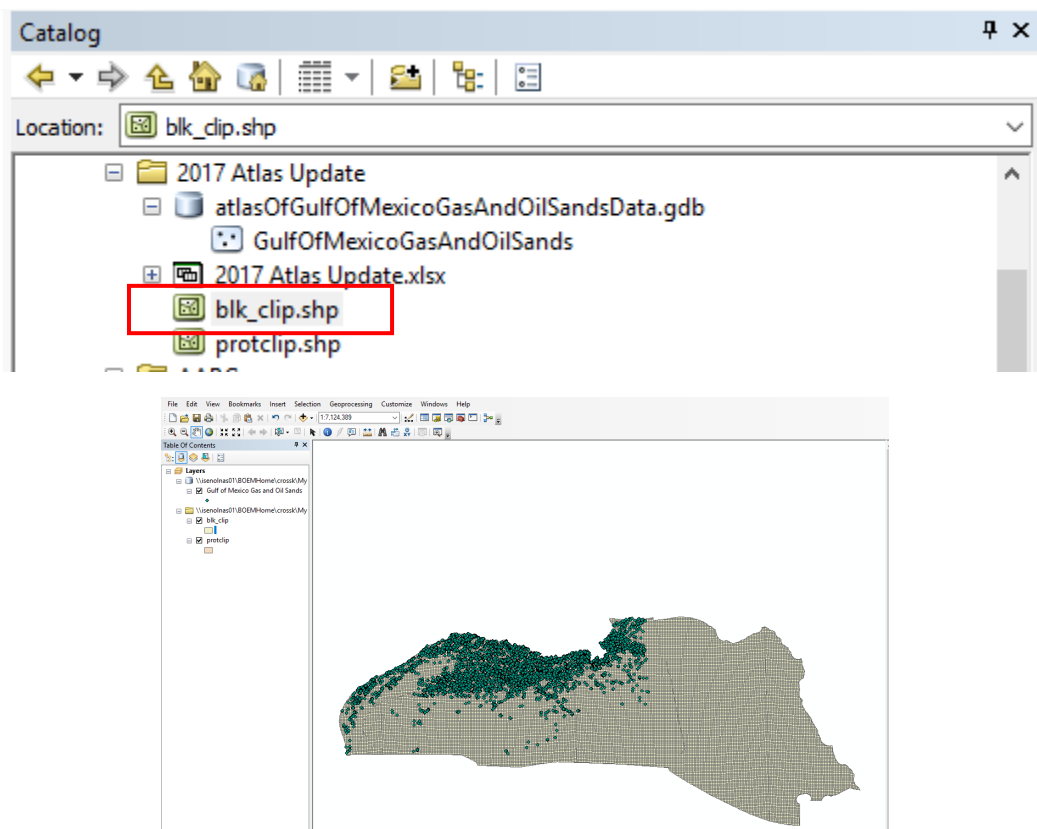 Catalog
Location: blk_clip.shp
2017 Atlas Update
atlasOfGulfOfMexicoGasAndOilSandsData.gdb
GulfOfMexicoGasAndOilSands
2017 Atlas Update.xlsx
blk_clip.shp
protclip.shp
File Edit View Bookmarks Insert Selection Geoprocessing Customize Windows Help
1:7,124,389
Table Of Contents
Layers
\\isenolnas01\BOEMHome\crossk\My
Gulf of Mexico Gas and Oil Sands
\\isenolnas01\BOEMHome\crossk\My
blk_clip
protclip